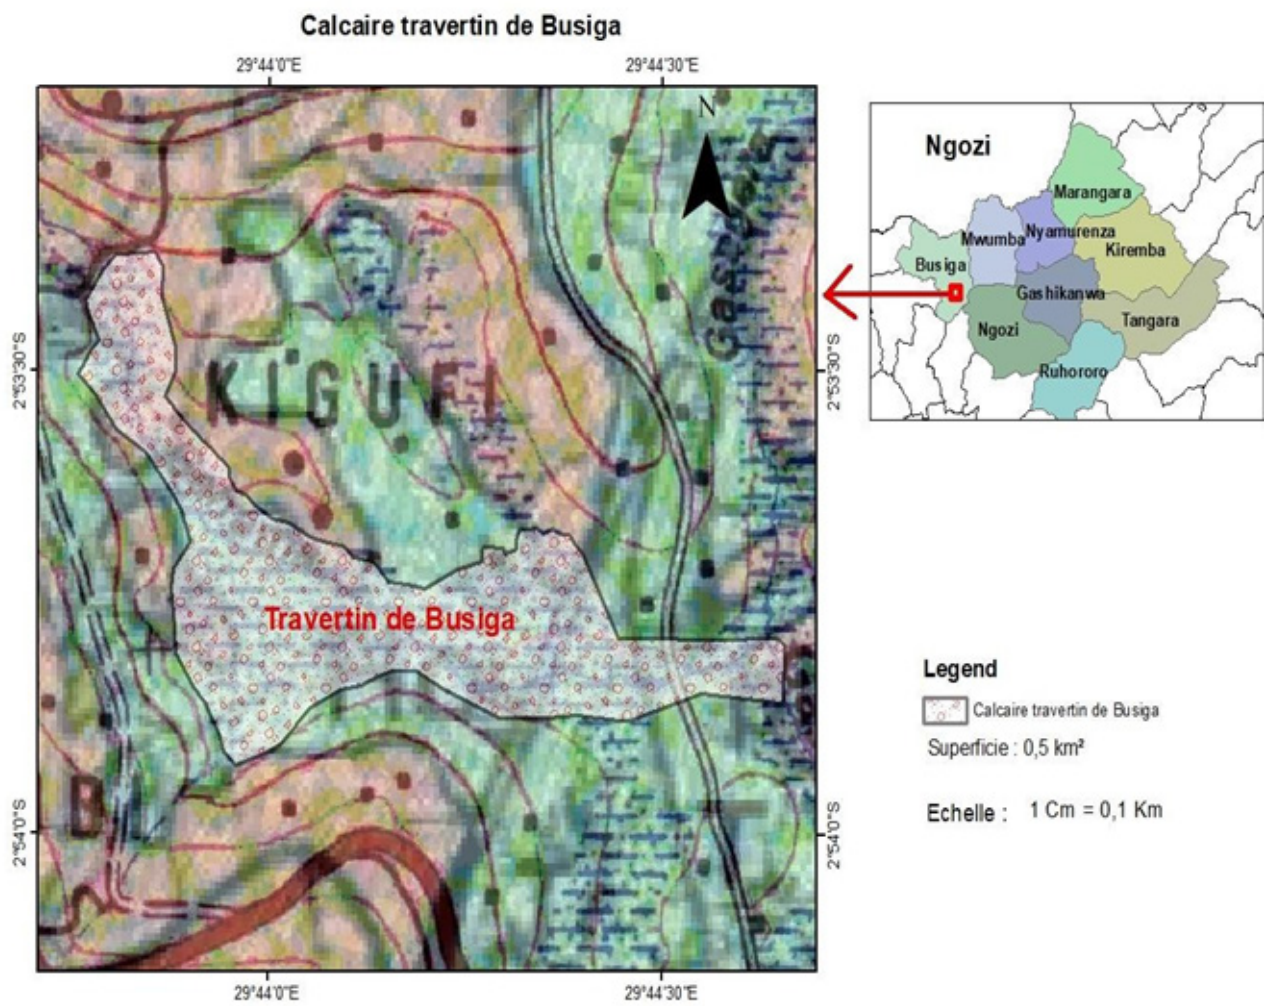 Calcaire travertin de Busiga
29°44'0"E
29°44'30"E
N
Ngozi
Marangara
Mwumba
Nyamurenza
Kiremba
Busiga
Gashikanwa
Ngozi
Tangara
Ruhororo
2°53'30"S
2°53'30"S
KIGUFI
Travertin de Busiga
Legend
Calcaire travertin de Busiga
Superficie : 0,5 km²
Echelle : 1 Cm = 0,1 Km
B
2°54'0"S
2°54'0"S
29°44'0"E
29°44'30"E